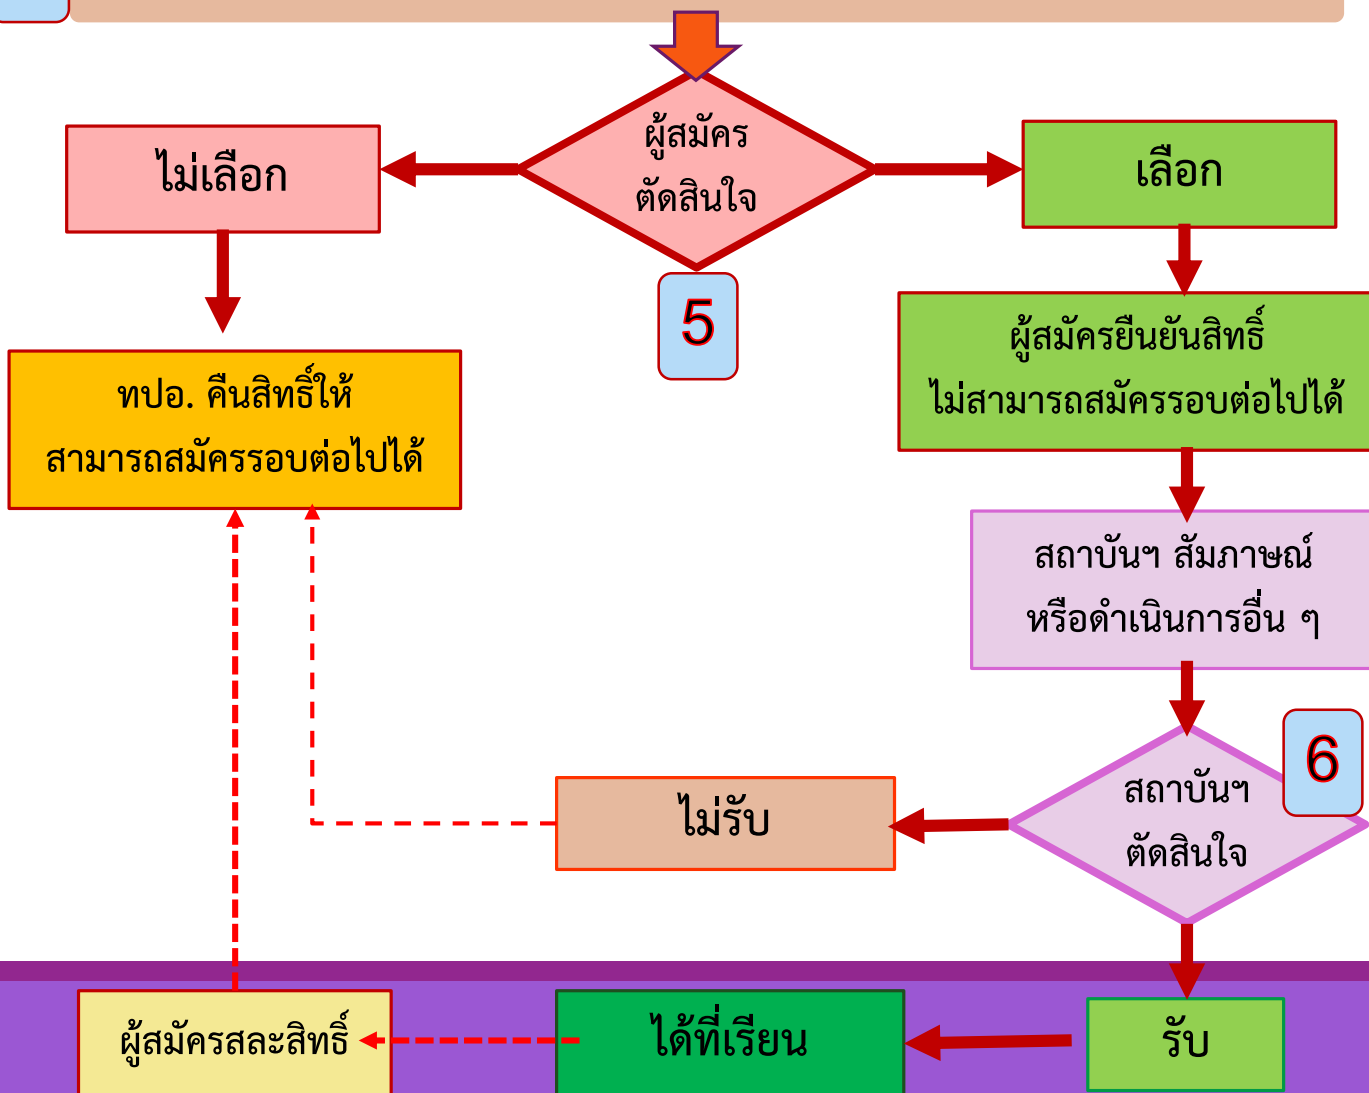 ผู้สมัคร
ตัดสินใจ
ไม่เลือก
เลือก
5
ผู้สมัครยืนยันสิทธิ์
ไม่สามารถสมัครรอบต่อไปได้
ทปอ. คืนสิทธิ์ให้
สามารถสมัครรอบต่อไปได้
สถาบันฯ สัมภาษณ์
หรือดำเนินการอื่น ๆ
6
สถาบันฯ
ตัดสินใจ
ไม่รับ
ผู้สมัครสละสิทธิ์
ได้ที่เรียน
รับ